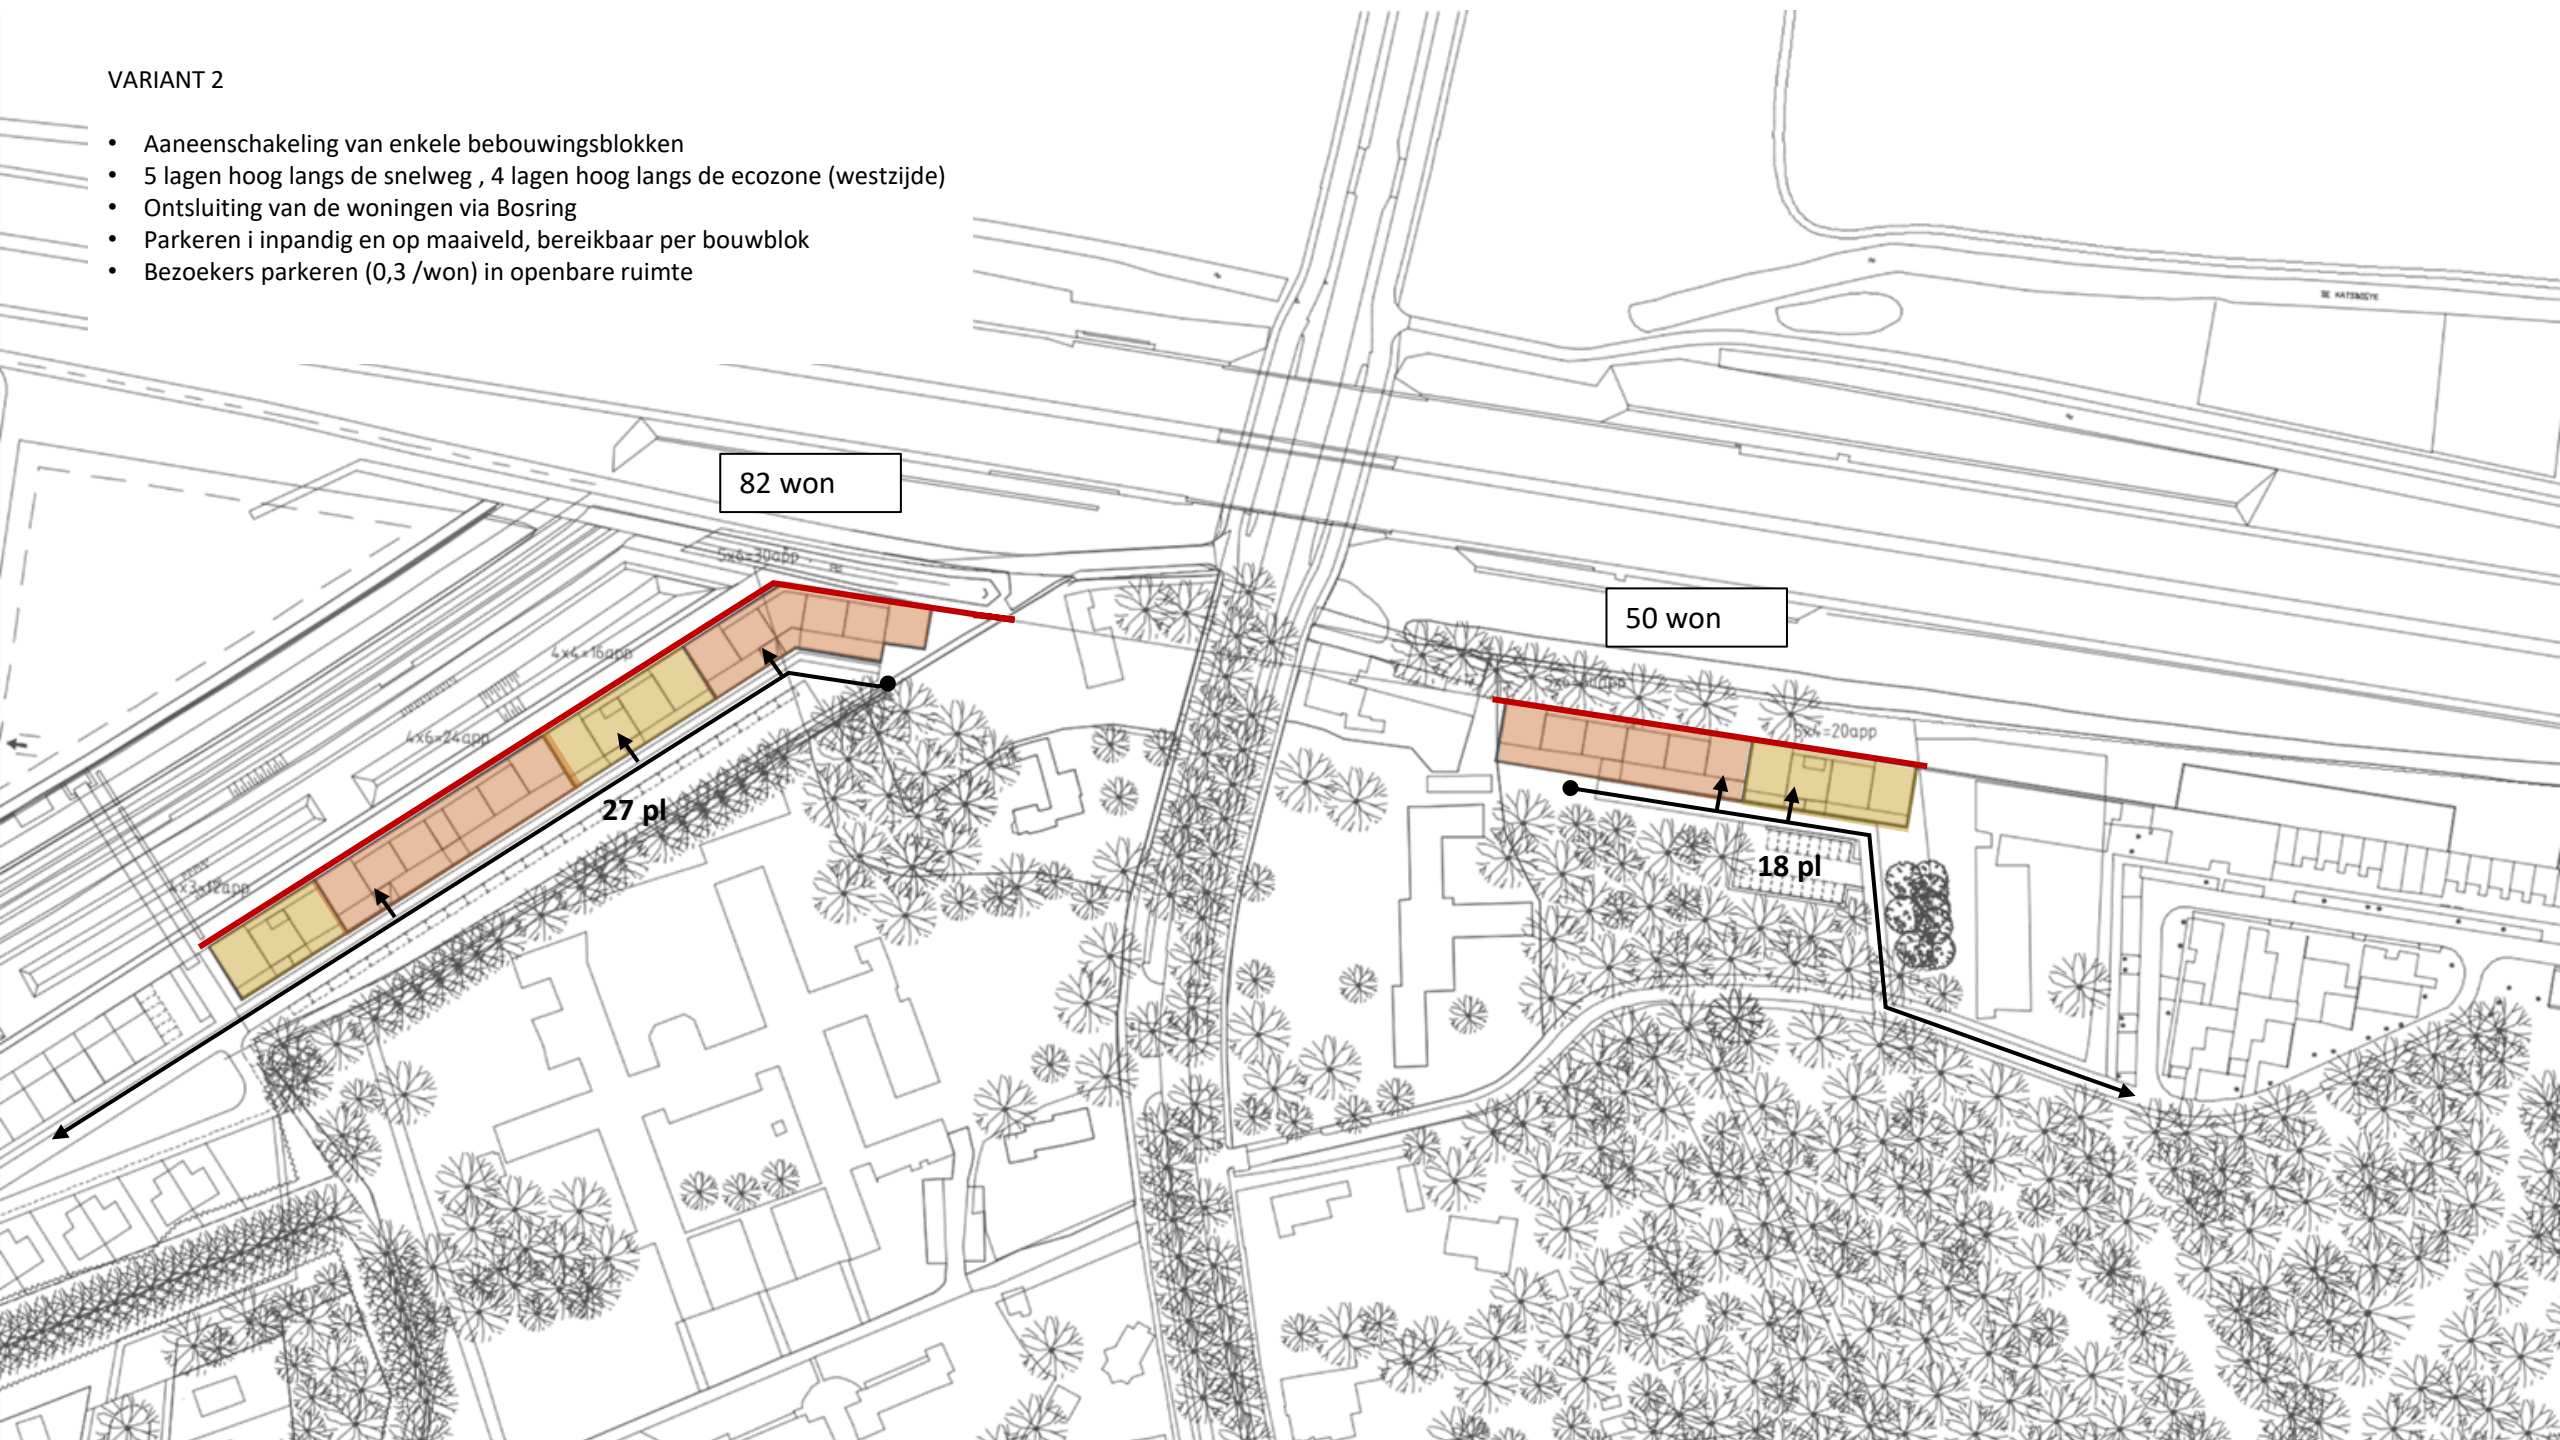 VARIANT 2
• Aaneenschakeling van enkele bebouwingsblokken
• 5 lagen hoog langs de snelweg , 4 lagen hoog langs de ecozone (westzijde)
• Ontsluiting van de woningen via Bosring
• Parkeren i inpandig en op maaiveld, bereikbaar per bouwblok
• Bezoekers parkeren (0,3 /won) in openbare ruimte
82 won
5x6=30app
50 won
4x4=16app
5x4=20app
4x6=24app
27 pl
18 pl
4x3=12app